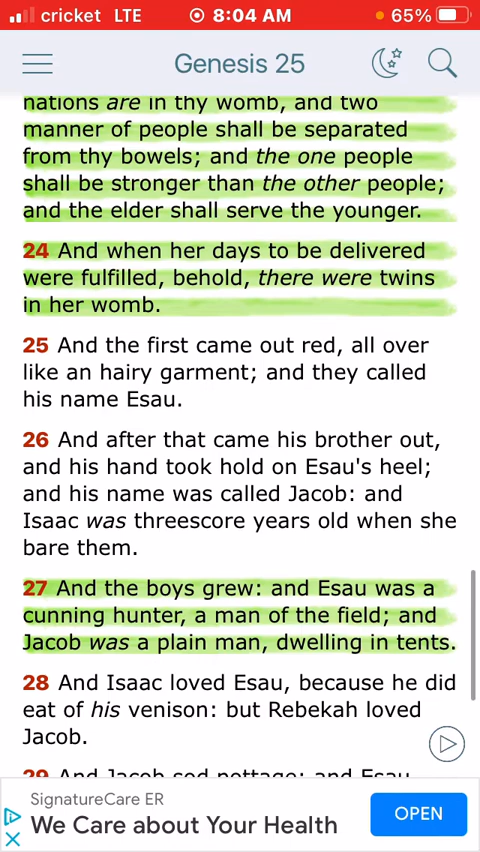 cricket LTE 8:04 AM 65%
Genesis 25
nations are in thy womb, and two
manner of people shall be separated
from thy bowels; and the one people
shall be stronger than the other people;
and the elder shall serve the younger.
24 And when her days to be delivered
were fulfilled, behold, there were twins
in her womb.
25 And the first came out red, all over
like an hairy garment; and they called
his name Esau.
26 And after that came his brother out,
and his hand took hold on Esau's heel;
and his name was called Jacob: and
Isaac was threescore years old when she
bare them.
27 And the boys grew: and Esau was a
cunning hunter, a man of the field; and
Jacob was a plain man, dwelling in tents.
28 And Isaac loved Esau, because he did
eat of his venison: but Rebekah loved
Jacob.
29 And Jacob sod pottage: and Esau
SignatureCare ER
We Care about Your Health
OPEN